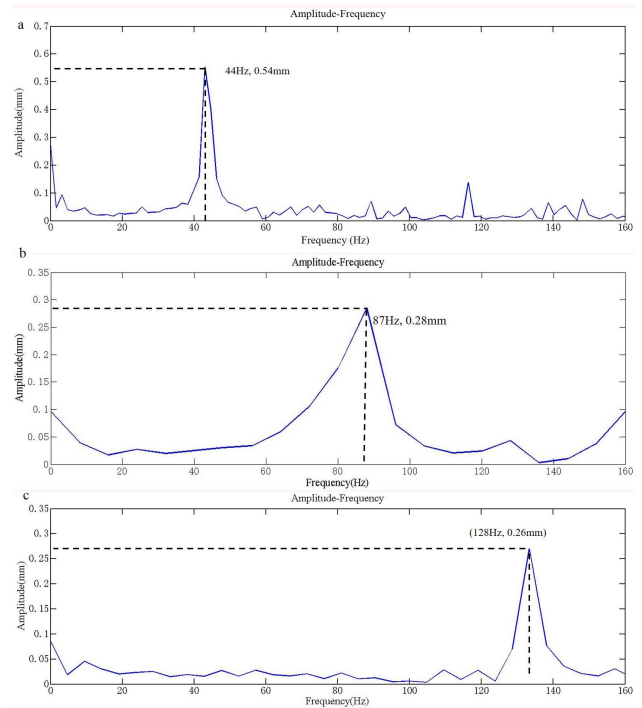 a
Amplitude-Frequency
0.7
0.6
0.5
0.4
0.3
0.2
0.1
0
Amplitude(mm)
44Hz, 0.54mm
0 20 40 60 80 100 120 140 160
Frequency (Hz)
b
Amplitude-Frequency
0.35
0.3
0.25
0.2
0.15
0.1
0.05
0
Amplitude(mm)
87Hz, 0.28mm
0 20 40 60 80 100 120 140 160
Frequency(Hz)
c
Amplitude-Frequency
0.35
0.3
0.25
0.2
0.15
0.1
0.05
0
Amplitude(mm)
(128Hz, 0.26mm)
0 20 40 60 80 100 120 140 160
Frequency(Hz)